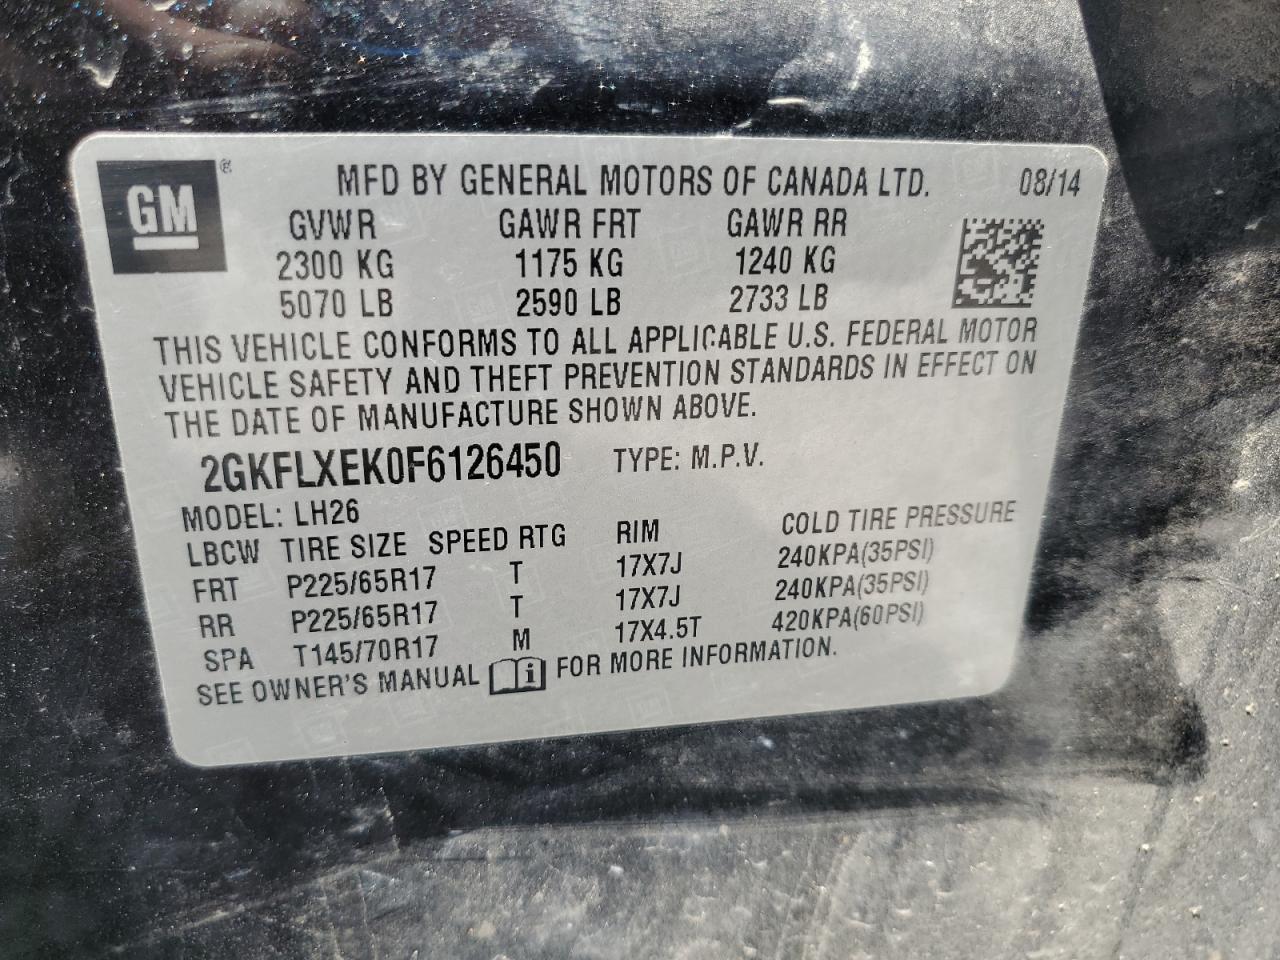 GM ® MFD BY GENERAL MOTORS OF CANADA LTD. 08/14
GVWR GAWR FRT GAWR RR
2300 KG 1175 KG 1240 KG
5070 LB 2590 LB 2733 LB
THIS VEHICLE CONFORMS TO ALL APPLICABLE U.S. FEDERAL MOTOR
VEHICLE SAFETY AND THEFT PREVENTION STANDARDS IN EFFECT ON
THE DATE OF MANUFACTURE SHOWN ABOVE.
2GKFLXEK0F6126450 TYPE: M.P.V.
MODEL: LH26
LBCW TIRE SIZE SPEED RTG RIM COLD TIRE PRESSURE
FRT P225/65R17 T 17X7J 240KPA(35PSI)
RR P225/65R17 T 17X7J 240KPA(35PSI)
SPA T145/70R17 M 17X4.5T 420KPA(60PSI)
SEE OWNER'S MANUAL i FOR MORE INFORMATION.